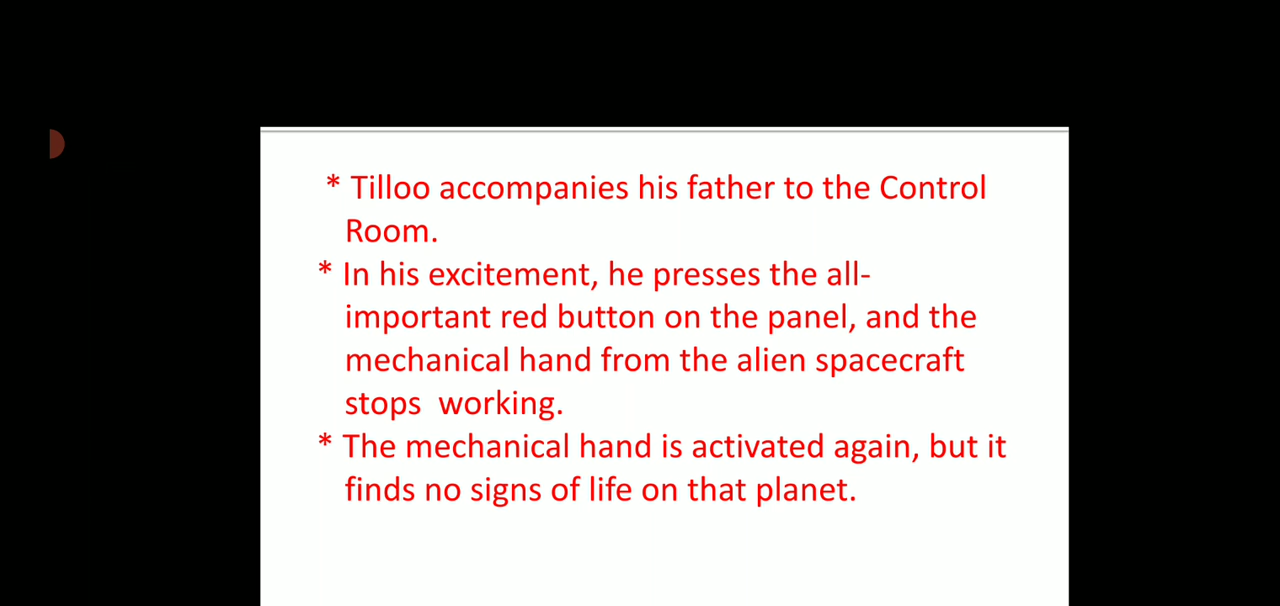 * Tilloo accompanies his father to the Control
Room.
* In his excitement, he presses the all-
important red button on the panel, and the
mechanical hand from the alien spacecraft
stops  working.
* The mechanical hand is activated again, but it
finds no signs of life on that planet.